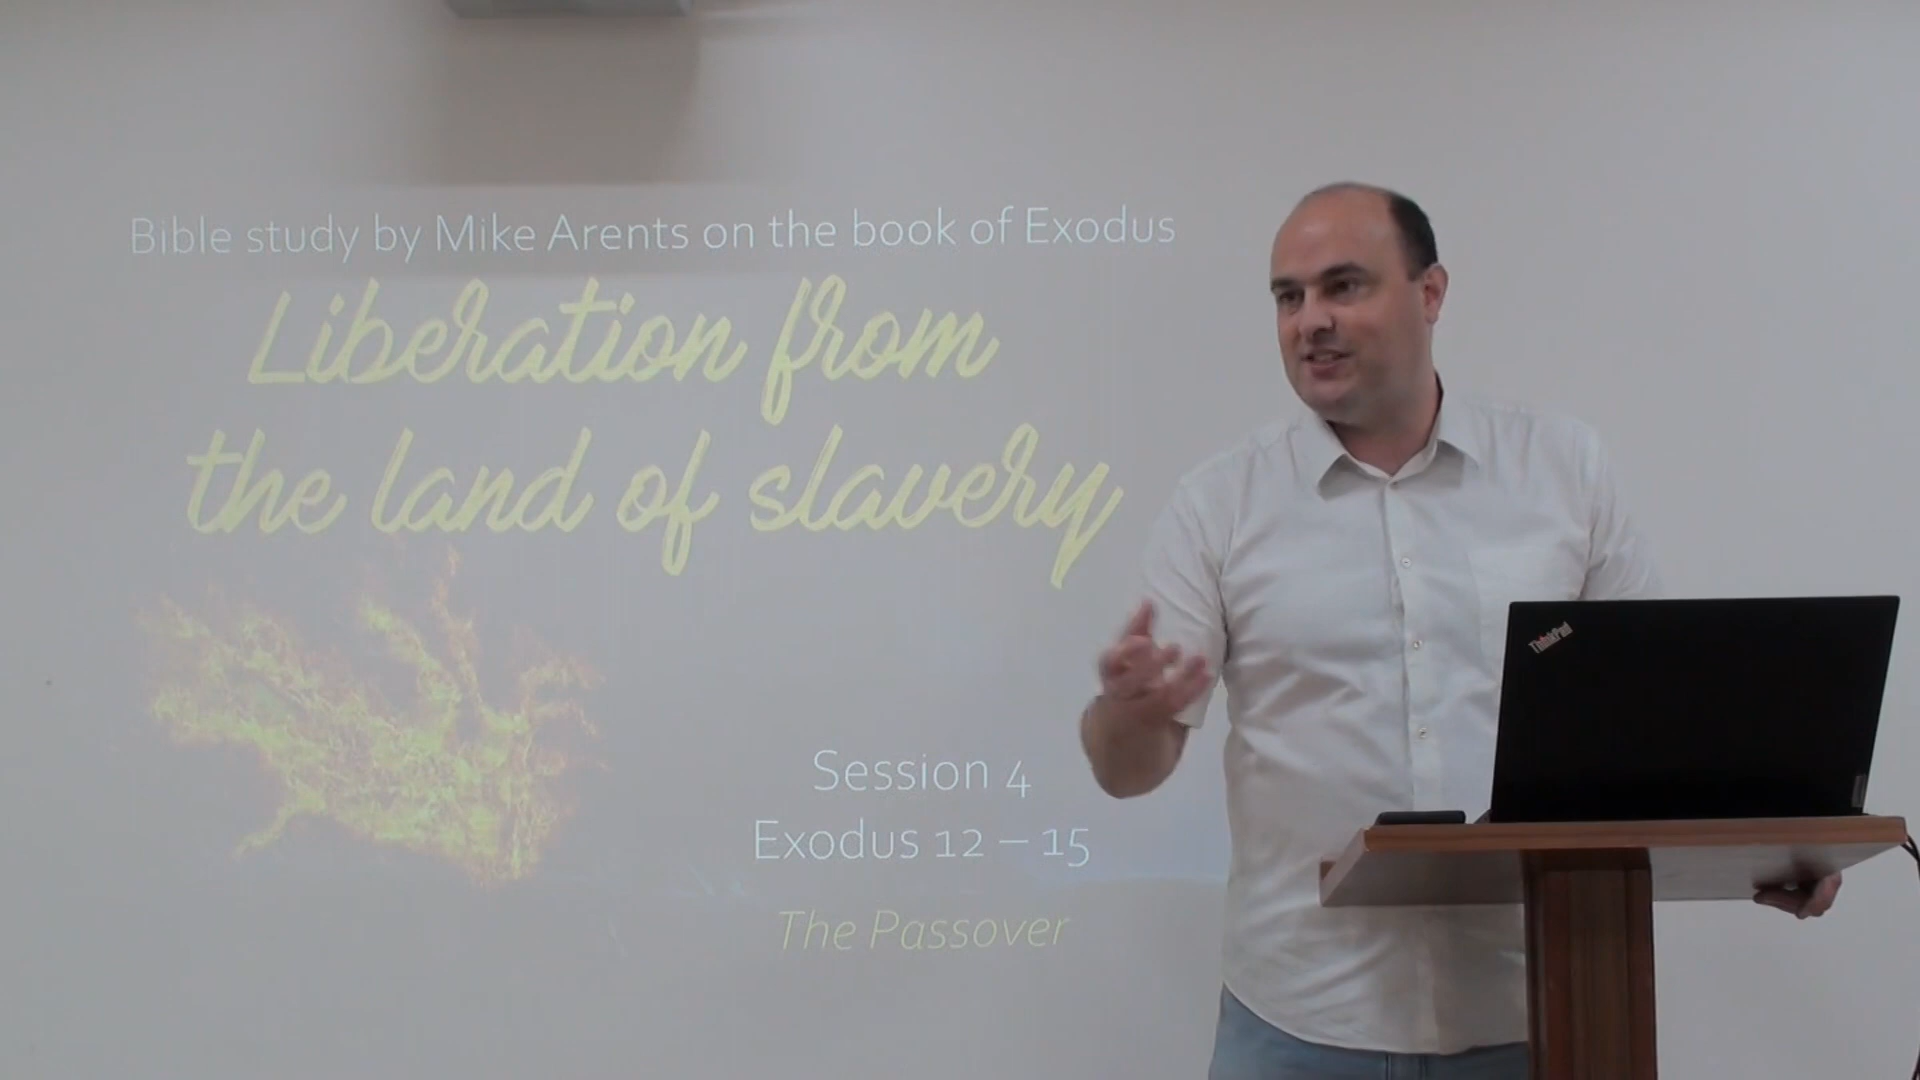 Bible study by Mike Arents on the book of Exodus
Liberation from
the land of slavery
Session 4
Exodus 12 – 15
The Passover
ThinkPad